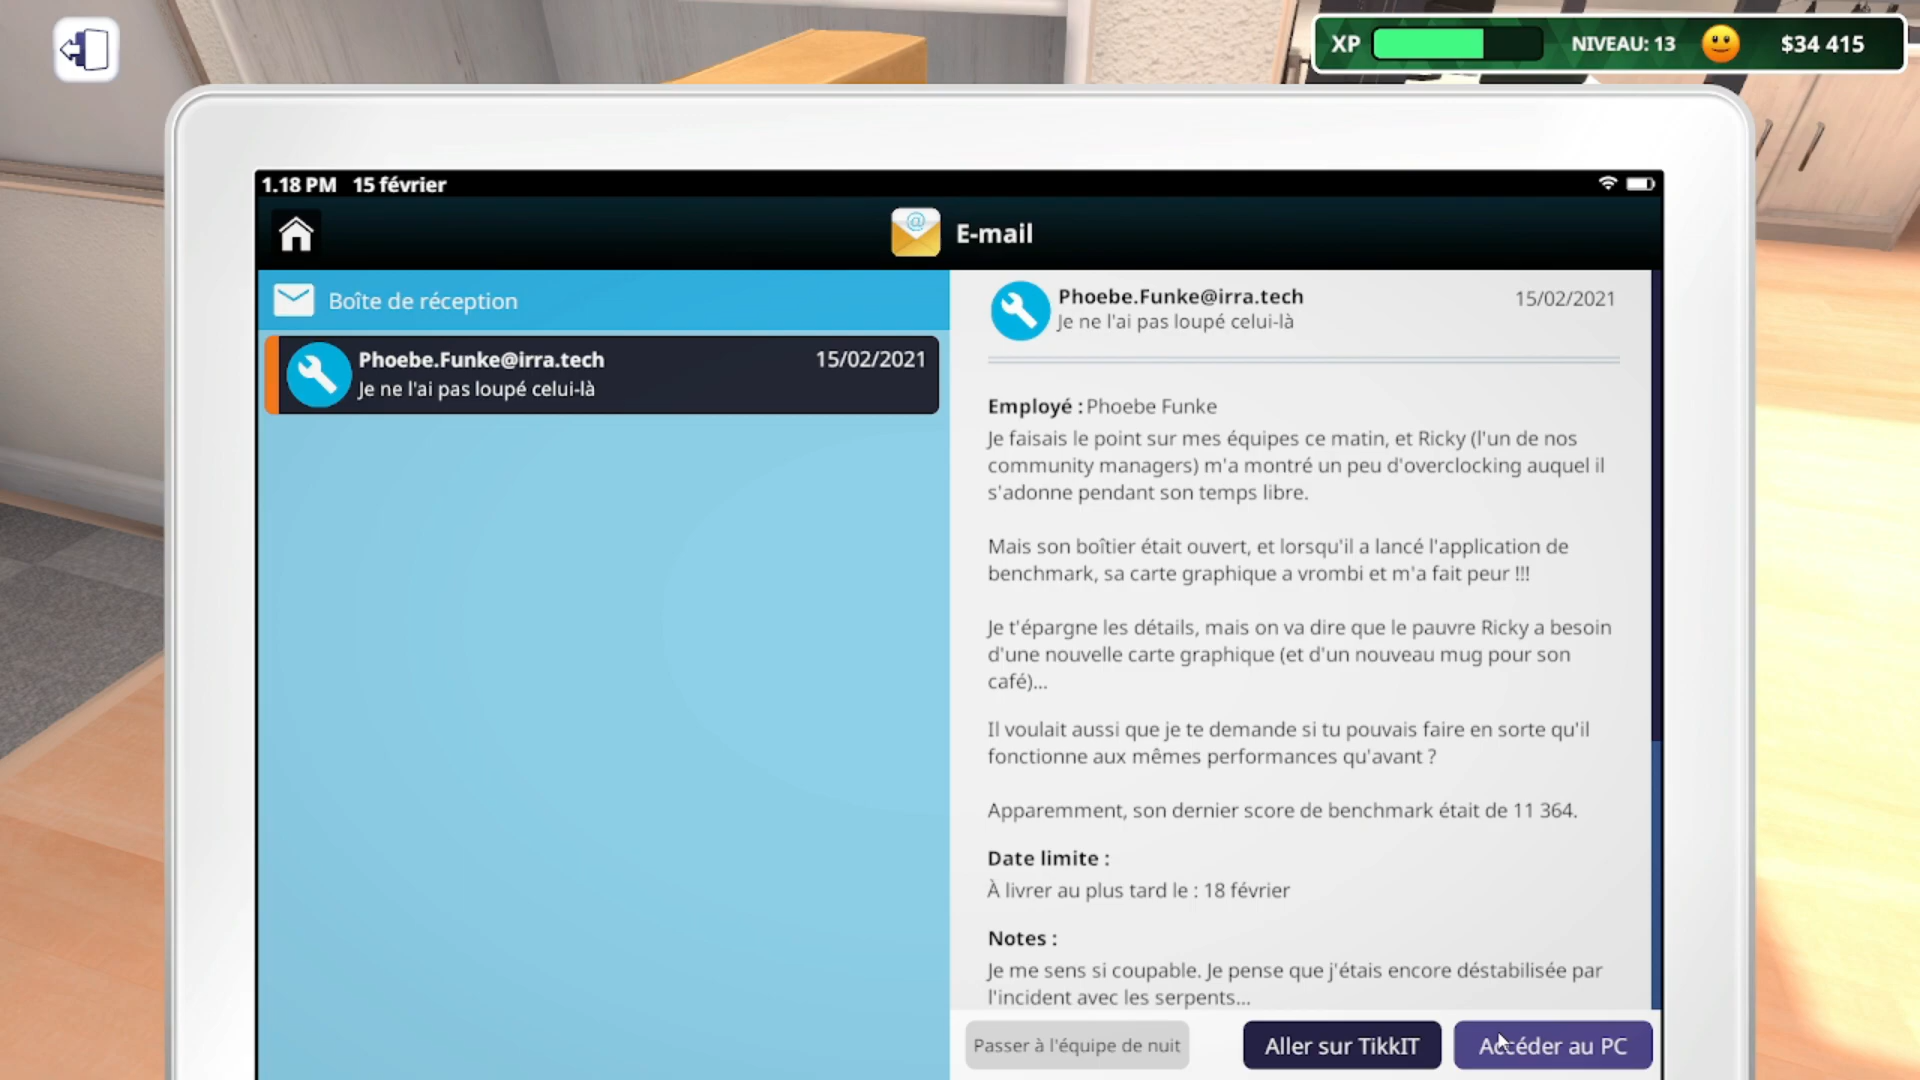 XP
NIVEAU: 13
$34 415
1.18 PM 15 février
@
E-mail
Boîte de réception
Phoebe.Funke@irra.tech
15/02/2021
Je ne l'ai pas loupé celui-là
Phoebe.Funke@irra.tech
15/02/2021
Je ne l'ai pas loupé celui-là
Employé : Phoebe Funke
Je faisais le point sur mes équipes ce matin, et Ricky (l'un de nos
community managers) m'a montré un peu d'overclocking auquel il
s'adonne pendant son temps libre.
Mais son boîtier était ouvert, et lorsqu'il a lancé l'application de
benchmark, sa carte graphique a vrombi et m'a fait peur !!!
Je t'épargne les détails, mais on va dire que le pauvre Ricky a besoin
d'une nouvelle carte graphique (et d'un nouveau mug pour son
café)...
Il voulait aussi que je te demande si tu pouvais faire en sorte qu'il
fonctionne aux mêmes performances qu'avant ?
Apparemment, son dernier score de benchmark était de 11 364.
Date limite :
À livrer au plus tard le : 18 février
Notes :
Je me sens si coupable. Je pense que j'étais encore déstabilisée par
l'incident avec les serpents...
Passer à l'équipe de nuit
Aller sur TikkIT
Accéder au PC